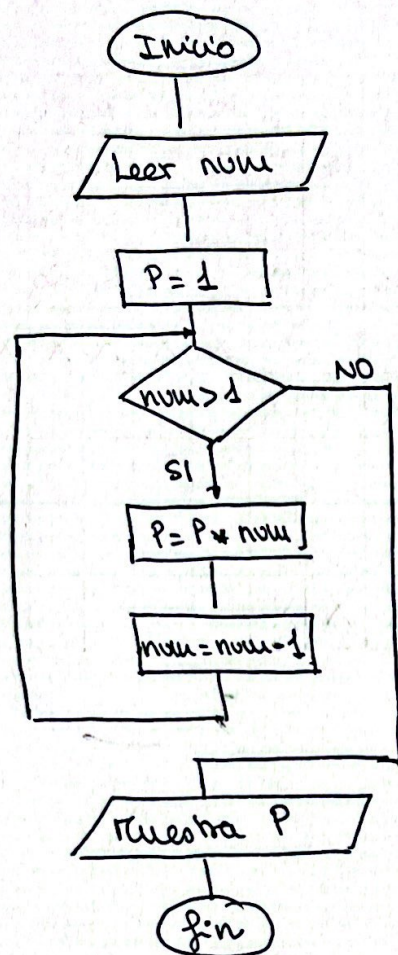 Inicio
Leer num
P = 1
num > 1
NO
SI
P = P * num
num = num - 1
Muestra P
fin